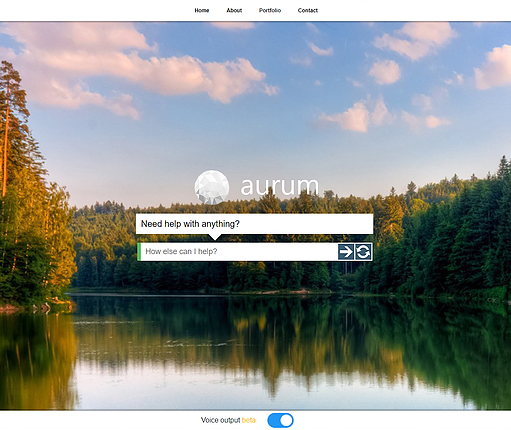 Home About Portfolio Contact
aurum
Need help with anything?
How else can I help?
Voice output beta